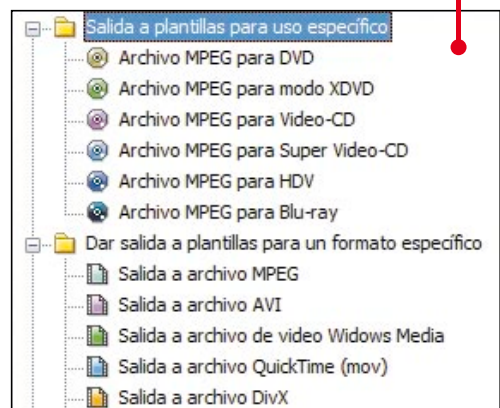 Salida a plantillas para uso específico
Archivo MPEG para DVD
Archivo MPEG para modo XDVD
Archivo MPEG para Video-CD
Archivo MPEG para Super Video-CD
Archivo MPEG para HDV
Archivo MPEG para Blu-ray
Dar salida a plantillas para un formato específico
Salida a archivo MPEG
Salida a archivo AVI
Salida a archivo de video Widows Media
Salida a archivo QuickTime (mov)
Salida a archivo DivX